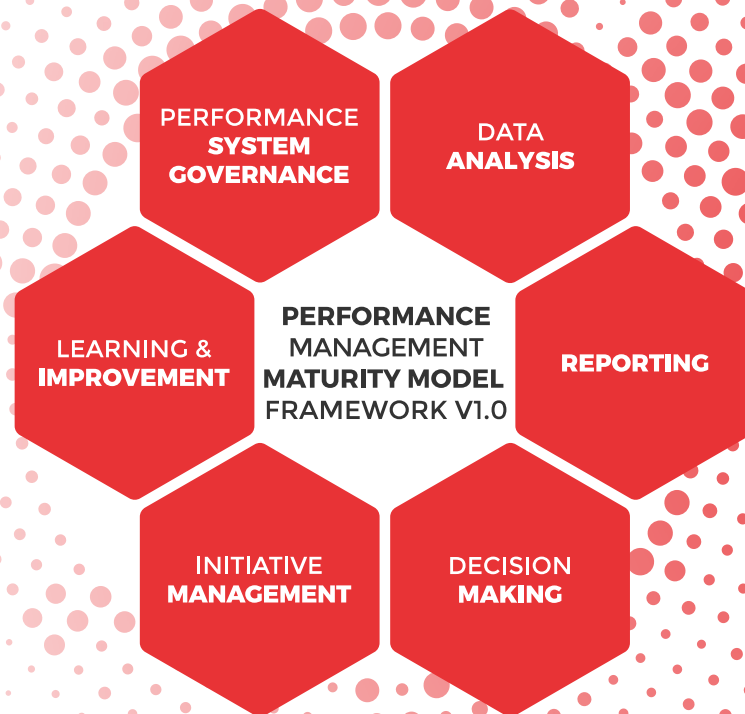 PERFORMANCE
SYSTEM
GOVERNANCE
DATA
ANALYSIS
LEARNING &
IMPROVEMENT
PERFORMANCE
MANAGEMENT
MATURITY MODEL
FRAMEWORK V1.0
REPORTING
INITIATIVE
MANAGEMENT
DECISION
MAKING